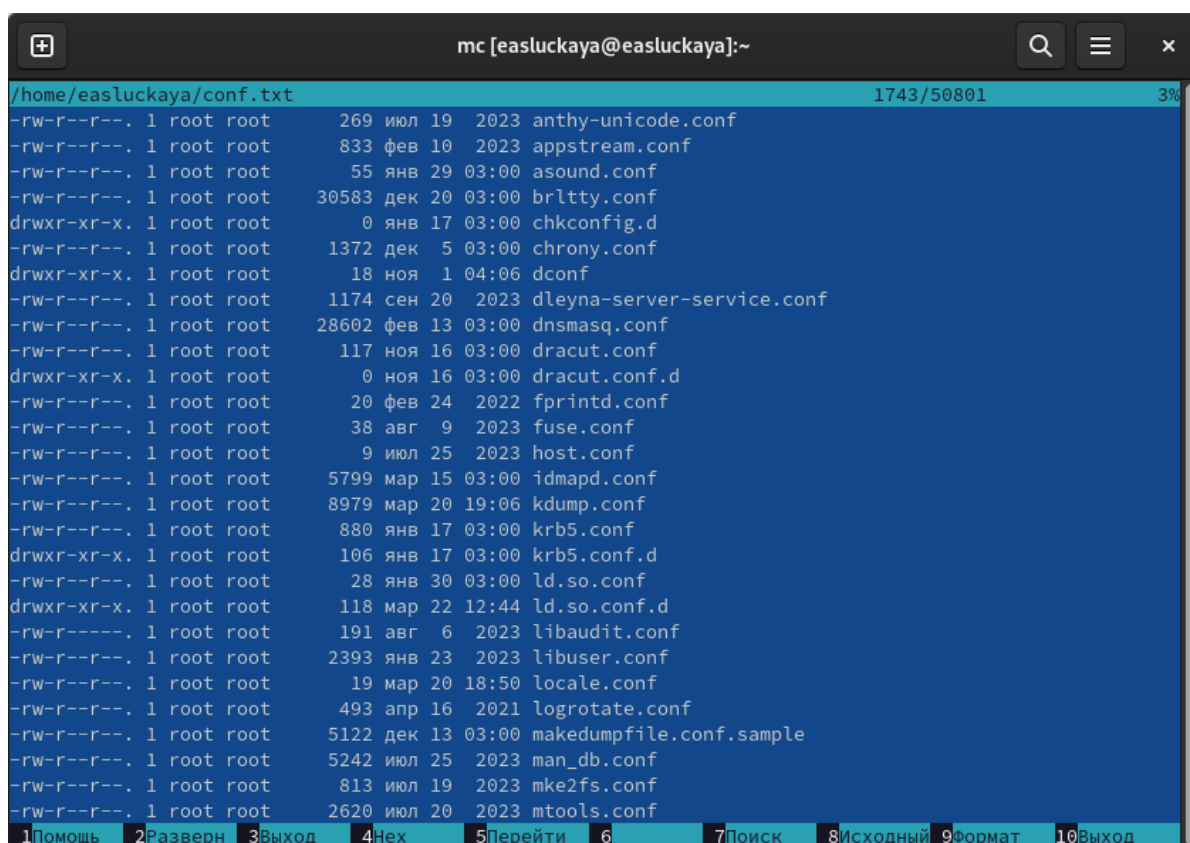 mc [easluckaya@easluckaya]:~
/home/easluckaya/conf.txt 1743/50801 3%
-rw-r--r--. 1 root root 269 июл 19 2023 anthy-unicode.conf
-rw-r--r--. 1 root root 833 фев 10 2023 appstream.conf
-rw-r--r--. 1 root root 55 янв 29 03:00 asound.conf
-rw-r--r--. 1 root root 30583 дек 20 03:00 brltty.conf
drwxr-xr-x. 1 root root 0 янв 17 03:00 chkconfig.d
-rw-r--r--. 1 root root 1372 дек 5 03:00 chrony.conf
drwxr-xr-x. 1 root root 18 ноя 1 04:06 dconf
-rw-r--r--. 1 root root 1174 сен 20 2023 dleyna-server-service.conf
-rw-r--r--. 1 root root 28602 фев 13 03:00 dnsmasq.conf
-rw-r--r--. 1 root root 117 ноя 16 03:00 dracut.conf
drwxr-xr-x. 1 root root 0 ноя 16 03:00 dracut.conf.d
-rw-r--r--. 1 root root 20 фев 24 2022 fprintd.conf
-rw-r--r--. 1 root root 38 авг 9 2023 fuse.conf
-rw-r--r--. 1 root root 9 июл 25 2023 host.conf
-rw-r--r--. 1 root root 5799 мар 15 03:00 idmapd.conf
-rw-r--r--. 1 root root 8979 мар 20 19:06 kdump.conf
-rw-r--r--. 1 root root 880 янв 17 03:00 krb5.conf
drwxr-xr-x. 1 root root 106 янв 17 03:00 krb5.conf.d
-rw-r--r--. 1 root root 28 янв 30 03:00 ld.so.conf
drwxr-xr-x. 1 root root 118 мар 22 12:44 ld.so.conf.d
-rw-r-----. 1 root root 191 авг 6 2023 libaudit.conf
-rw-r--r--. 1 root root 2393 янв 23 2023 libuser.conf
-rw-r--r--. 1 root root 19 мар 20 18:50 locale.conf
-rw-r--r--. 1 root root 493 апр 16 2021 logrotate.conf
-rw-r--r--. 1 root root 5122 дек 13 03:00 makedumpfile.conf.sample
-rw-r--r--. 1 root root 5242 июл 25 2023 man_db.conf
-rw-r--r--. 1 root root 813 июл 19 2023 mke2fs.conf
-rw-r--r--. 1 root root 2620 июл 20 2023 mtools.conf
1Помощь 2Разверн 3Выход 4Hex 5Перейти 6 7Поиск 8Исходный 9Формат 10Выход